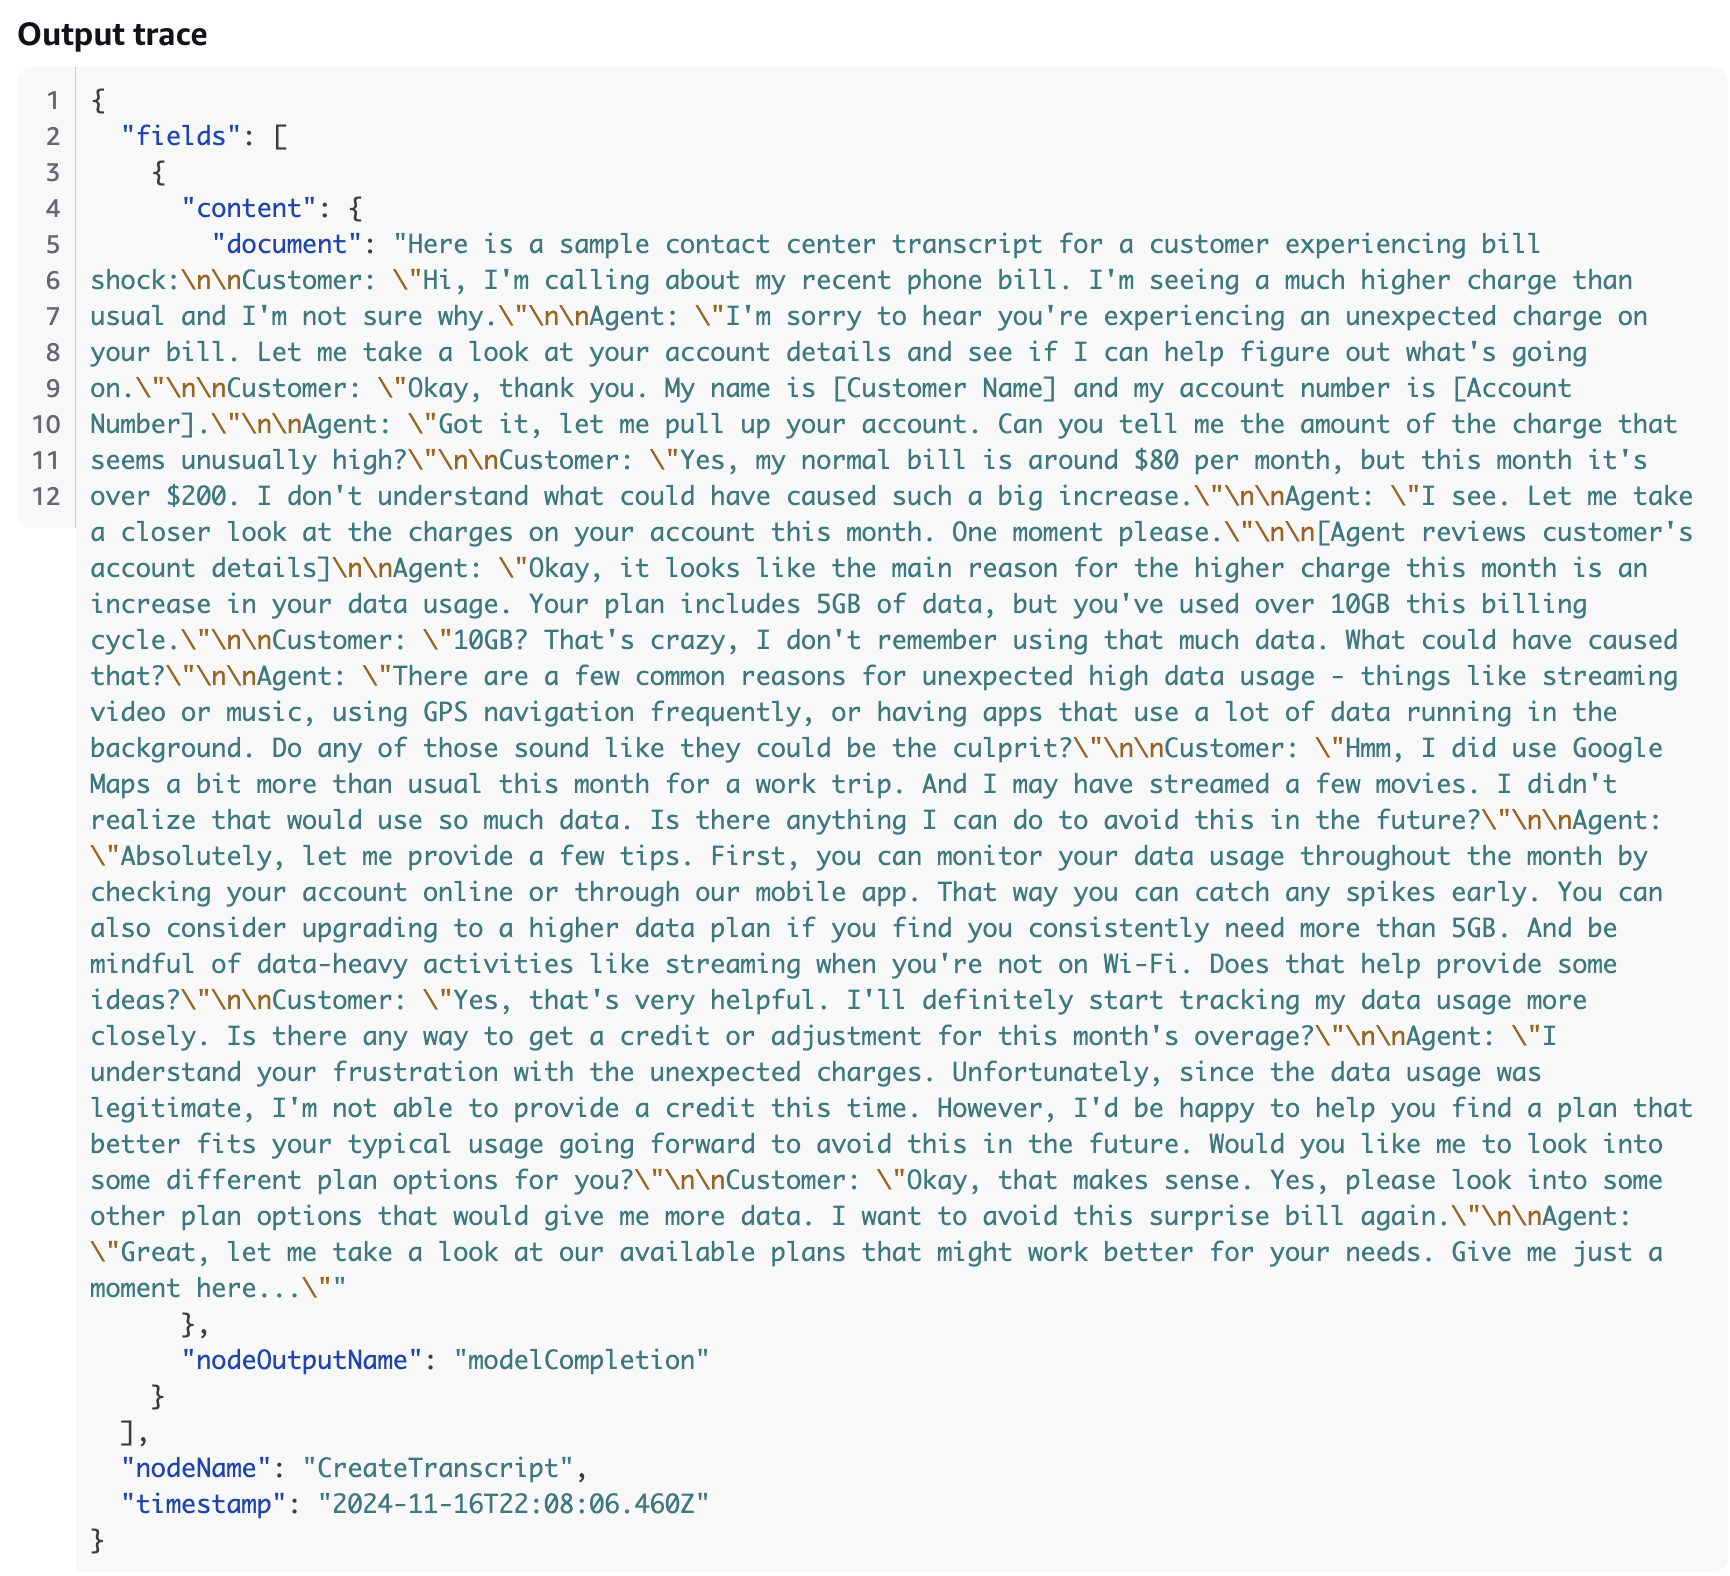 Output trace
1 {
2 "fields": [
3 {
4 "content": {
5 "document": "Here is a sample contact center transcript for a customer experiencing bill
6 shock:\n\nCustomer: \"Hi, I'm calling about my recent phone bill. I'm seeing a much higher charge than
7 usual and I'm not sure why.\"\n\nAgent: \"I'm sorry to hear you're experiencing an unexpected charge on
8 your bill. Let me take a look at your account details and see if I can help figure out what's going
9 on.\"\n\nCustomer: \"Okay, thank you. My name is [Customer Name] and my account number is [Account
10 Number].\"\n\nAgent: \"Got it, let me pull up your account. Can you tell me the amount of the charge that
11 seems unusually high?\"\n\nCustomer: \"Yes, my normal bill is around $80 per month, but this month it's
12 over $200. I don't understand what could have caused such a big increase.\"\n\nAgent: \"I see. Let me take
a closer look at the charges on your account this month. One moment please.\"\n\n[Agent reviews customer's
account details]\n\nAgent: \"Okay, it looks like the main reason for the higher charge this month is an
increase in your data usage. Your plan includes 5GB of data, but you've used over 10GB this billing
cycle.\"\n\nCustomer: \"10GB? That's crazy, I don't remember using that much data. What could have caused
that?\"\n\nAgent: \"There are a few common reasons for unexpected high data usage - things like streaming
video or music, using GPS navigation frequently, or having apps that use a lot of data running in the
background. Do any of those sound like they could be the culprit?\"\n\nCustomer: \"Hmm, I did use Google
Maps a bit more than usual this month for a work trip. And I may have streamed a few movies. I didn't
realize that would use so much data. Is there anything I can do to avoid this in the future?\"\n\nAgent:
\"Absolutely, let me provide a few tips. First, you can monitor your data usage throughout the month by
checking your account online or through our mobile app. That way you can catch any spikes early. You can
also consider upgrading to a higher data plan if you find you consistently need more than 5GB. And be
mindful of data-heavy activities like streaming when you're not on Wi-Fi. Does that help provide some
ideas?\"\n\nCustomer: \"Yes, that's very helpful. I'll definitely start tracking my data usage more
closely. Is there any way to get a credit or adjustment for this month's overage?\"\n\nAgent: \"I
understand your frustration with the unexpected charges. Unfortunately, since the data usage was
legitimate, I'm not able to provide a credit this time. However, I'd be happy to help you find a plan that
better fits your typical usage going forward to avoid this in the future. Would you like me to look into
some different plan options for you?\"\n\nCustomer: \"Okay, that makes sense. Yes, please look into some
other plan options that would give me more data. I want to avoid this surprise bill again.\"\n\nAgent:
\"Great, let me take a look at our available plans that might work better for your needs. Give me just a
moment here...\""
},
"nodeOutputName": "modelCompletion"
}
],
"nodeName": "CreateTranscript",
"timestamp": "2024-11-16T22:08:06.460Z"
}